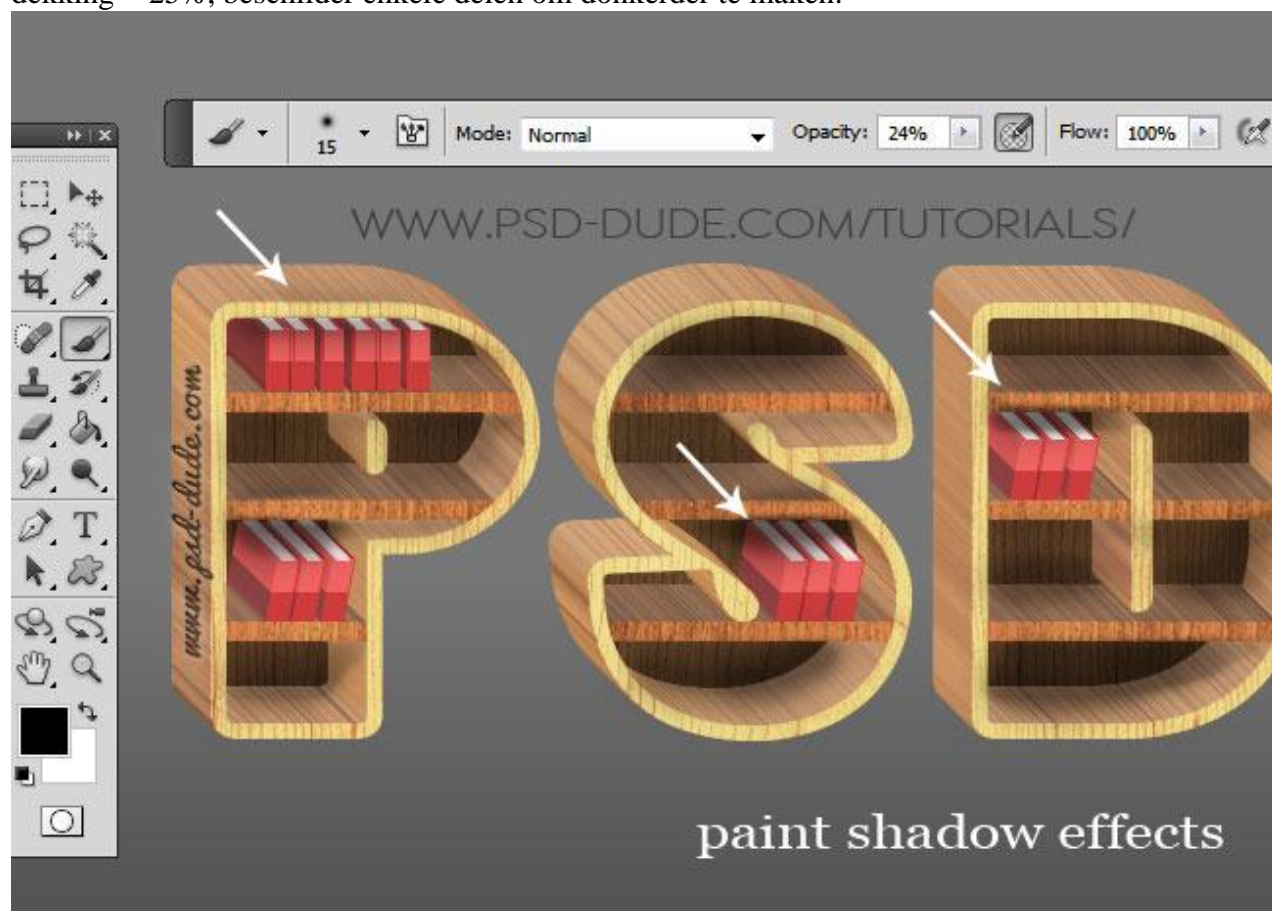 dekking = 25%, beschilder enkele delen om donkerder te maken.
15
Mode: Normal
Opacity: 24%
Flow: 100%
WWW.PSD-DUDE.COM/TUTORIALS/
PSD
www.psd-dude.com
T
paint shadow effects